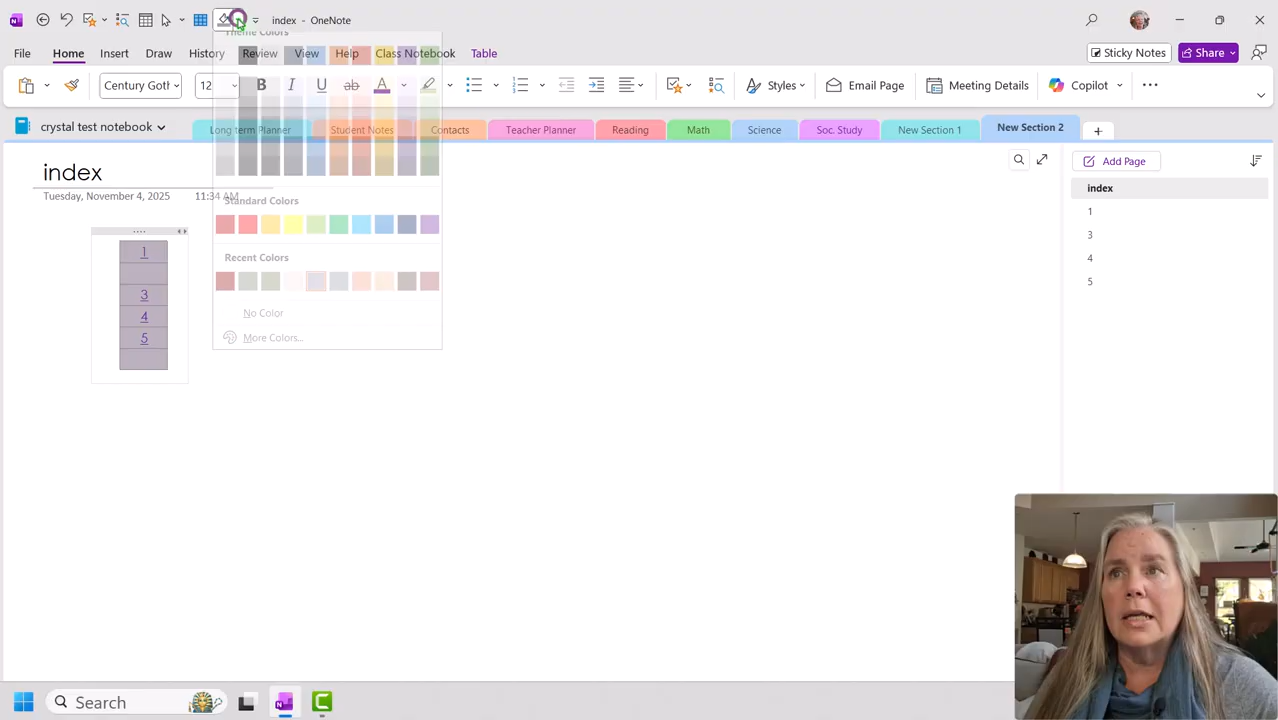 index - OneNote
File
Home
Insert
Draw
History
Review
View
Help
Class Notebook
Table
Sticky Notes
Share
Century Gotl
12
B
I
U
ab
A
Styles
Email Page
Meeting Details
Copilot
crystal test notebook
Long term Planner
Student Notes
Contacts
Teacher Planner
Reading
Math
Science
Soc. Study
New Section 1
New Section 2
Theme Colors
Standard Colors
Recent Colors
No Color
More Colors...
index
Tuesday, November 4, 2025
11:34 AM
1
3
4
5
Add Page
index
1
3
4
5
Search